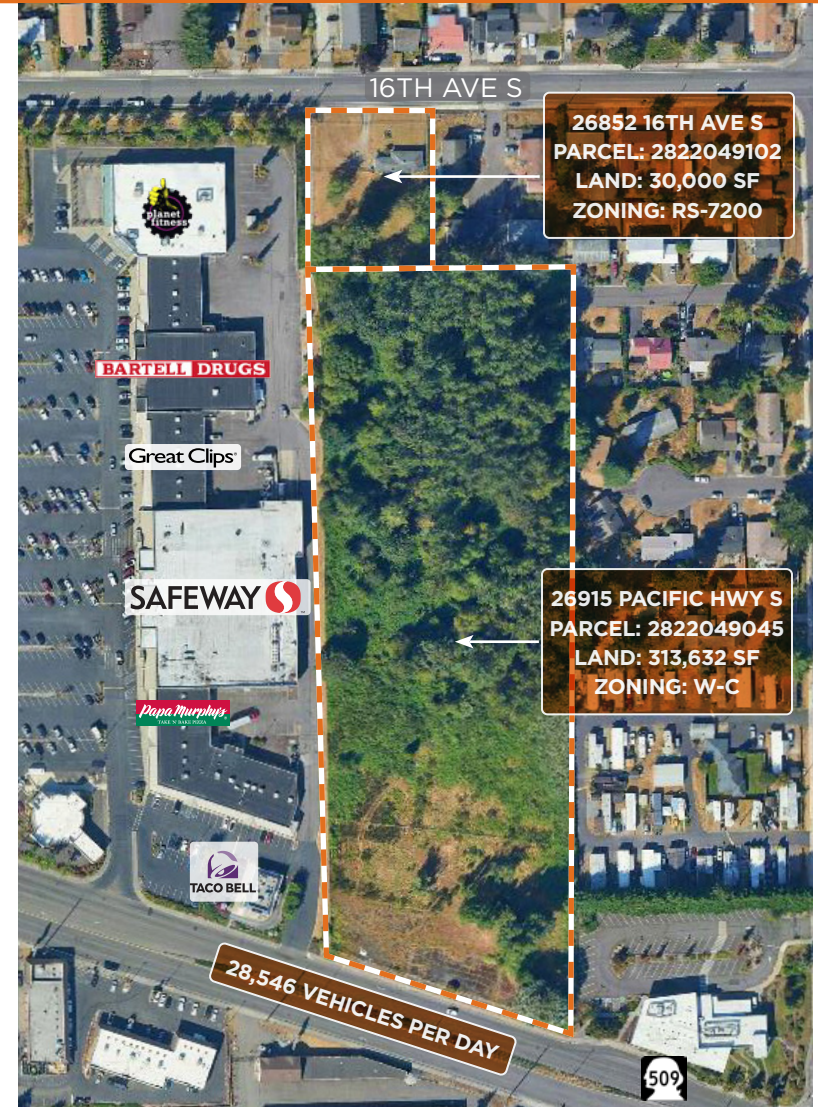 16TH AVE S
26852 16TH AVE S
PARCEL: 2822049102
LAND: 30,000 SF
ZONING: RS-7200
planet
fitness
BARTELL DRUGS
Great Clips
SAFEWAY
26915 PACIFIC HWY S
PARCEL: 2822049045
LAND: 313,632 SF
ZONING: W-C
Papa Murphy's
TAKE 'N' BAKE PIZZA
TACO BELL
28,546 VEHICLES PER DAY
509